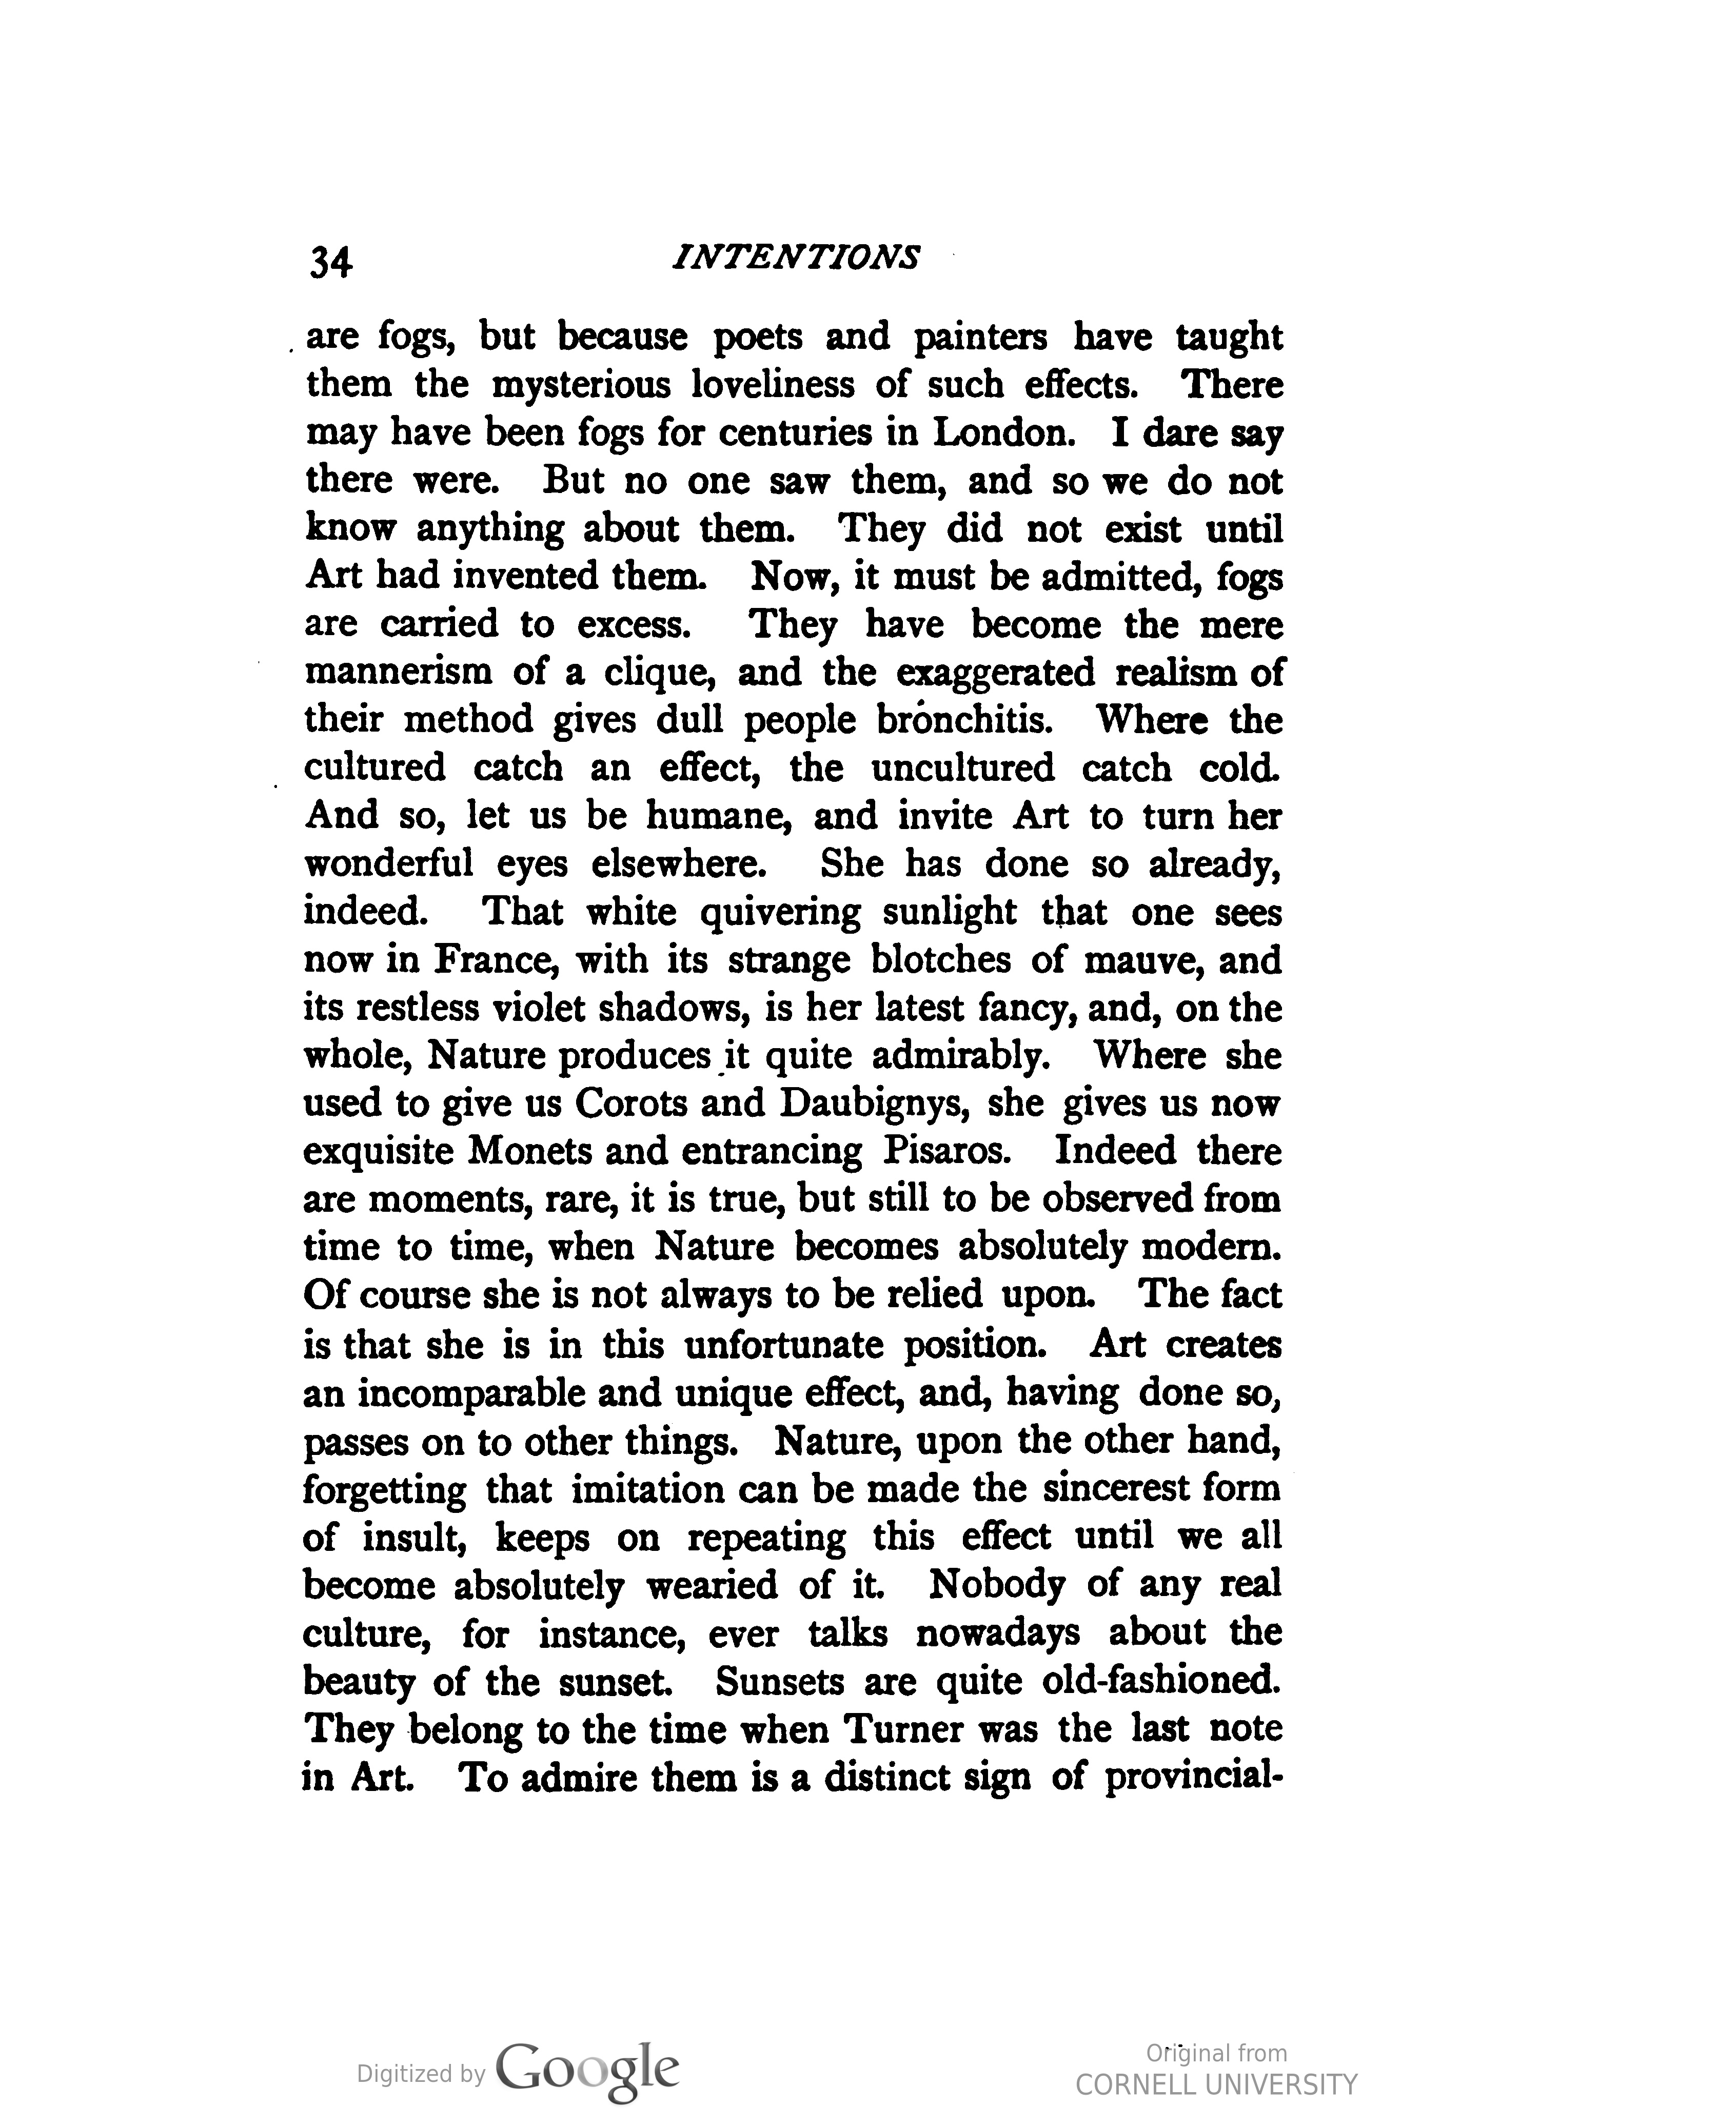 34 INTENTIONS
are fogs, but because poets and painters have taught
them the mysterious loveliness of such effects. There
may have been fogs for centuries in London. I dare say
there were. But no one saw them, and so we do not
know anything about them. They did not exist until
Art had invented them. Now, it must be admitted, fogs
are carried to excess. They have become the mere
mannerism of a clique, and the exaggerated realism of
their method gives dull people bronchitis. Where the
cultured catch an effect, the uncultured catch cold.
And so, let us be humane, and invite Art to turn her
wonderful eyes elsewhere. She has done so already,
indeed. That white quivering sunlight that one sees
now in France, with its strange blotches of mauve, and
its restless violet shadows, is her latest fancy, and, on the
whole, Nature produces it quite admirably. Where she
used to give us Corots and Daubignys, she gives us now
exquisite Monets and entrancing Pisaros. Indeed there
are moments, rare, it is true, but still to be observed from
time to time, when Nature becomes absolutely modern.
Of course she is not always to be relied upon. The fact
is that she is in this unfortunate position. Art creates
an incomparable and unique effect, and, having done so,
passes on to other things. Nature, upon the other hand,
forgetting that imitation can be made the sincerest form
of insult, keeps on repeating this effect until we all
become absolutely wearied of it. Nobody of any real
culture, for instance, ever talks nowadays about the
beauty of the sunset. Sunsets are quite old-fashioned.
They belong to the time when Turner was the last note
in Art. To admire them is a distinct sign of provincial-
Digitized by Google
Original from
CORNELL UNIVERSITY